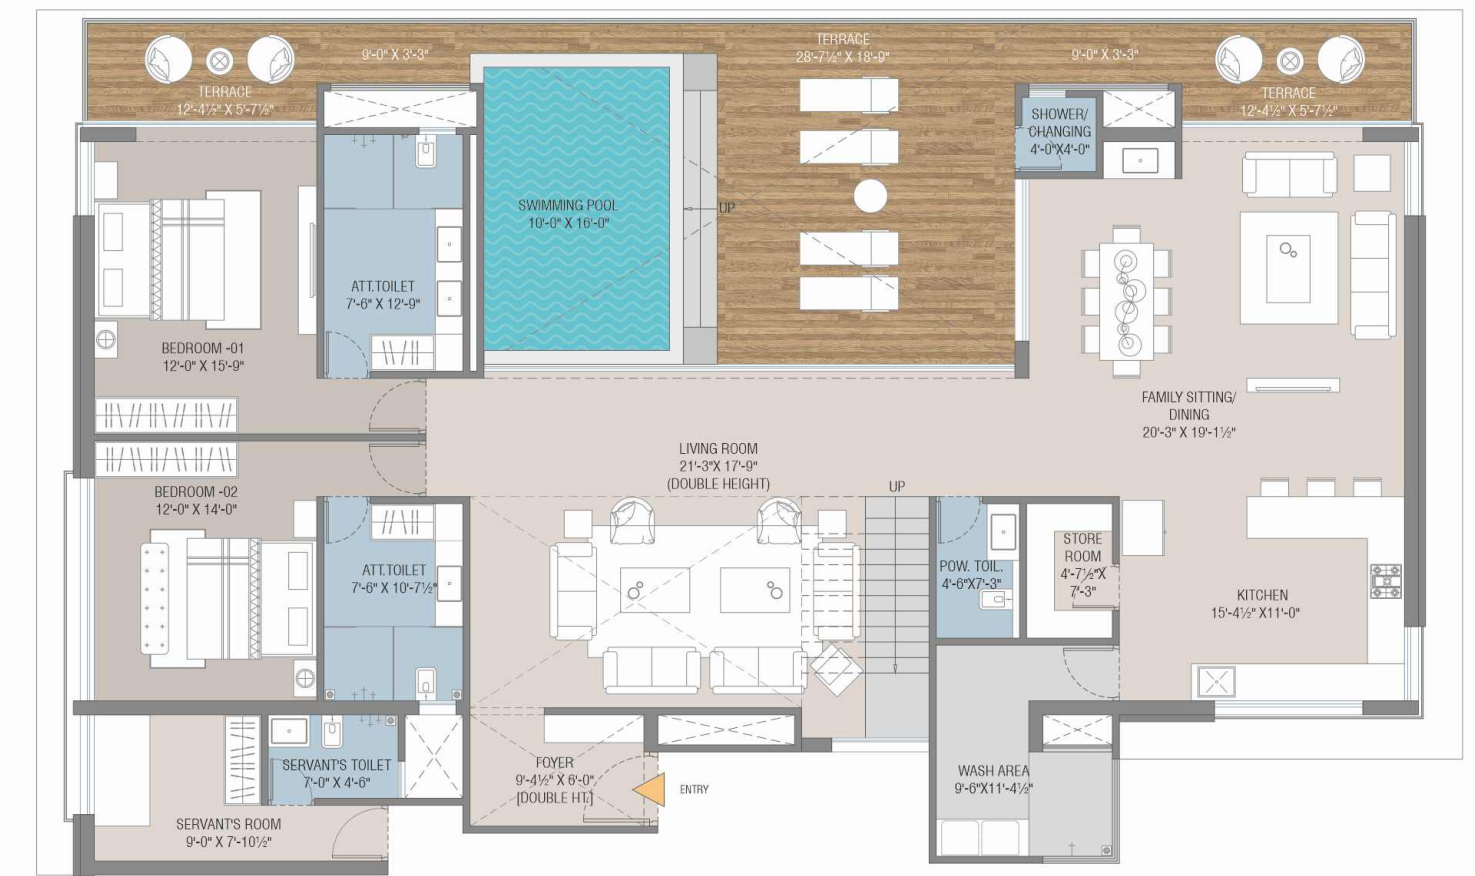 TERRACE
12'-4½" X 5'-7½"
9'-0" X 3'-3"
TERRACE
28'-7½" X 18'-9"
9'-0" X 3'-3"
TERRACE
12'-4½" X 5'-7½"
SHOWER/
CHANGING
4'-0"X4'-0"
SWIMMING POOL
10'-0" X 16'-0"
UP
ATT.TOILET
7'-6" X 12'-9"
BEDROOM -01
12'-0" X 15'-9"
FAMILY SITTING/
DINING
20'-3" X 19'-1½"
LIVING ROOM
21'-3"X 17'-9"
(DOUBLE HEIGHT)
UP
BEDROOM -02
12'-0" X 14'-0"
ATT.TOILET
7'-6" X 10'-7½"
POW. TOIL.
4'-6"X7'-3"
STORE
ROOM
4'-7½"X
7'-3"
KITCHEN
15'-4½" X11'-0"
SERVANT'S TOILET
7'-0" X 4'-6"
FOYER
9'-4½" X 6'-0"
[DOUBLE HT.]
ENTRY
WASH AREA
9'-6"X11'-4½"
SERVANT'S ROOM
9'-0" X 7'-10½"